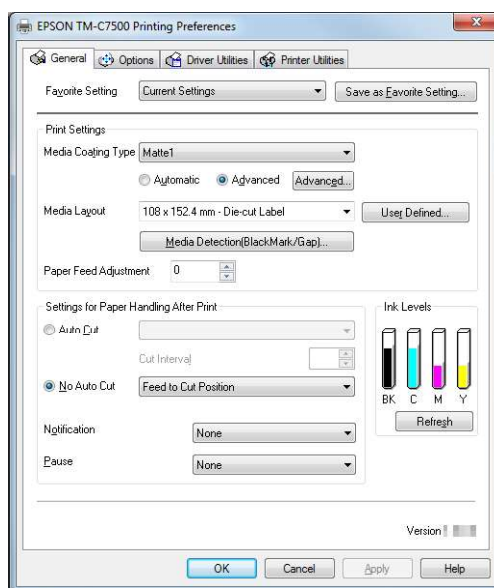 EPSON TM-C7500 Printing Preferences
General Options Driver Utilities Printer Utilities
Favorite Setting Current Settings Save as Favorite Setting...
Print Settings
Media Coating Type Matte1
Automatic Advanced Advanced...
Media Layout 108 x 152.4 mm - Die-cut Label User Defined...
Media Detection(BlackMark/Gap)...
Paper Feed Adjustment 0
Settings for Paper Handling After Print
Auto Cut
Cut Interval
No Auto Cut Feed to Cut Position
Notification None
Pause None
Ink Levels
BK C M Y
Refresh
Version
OK Cancel Apply Help